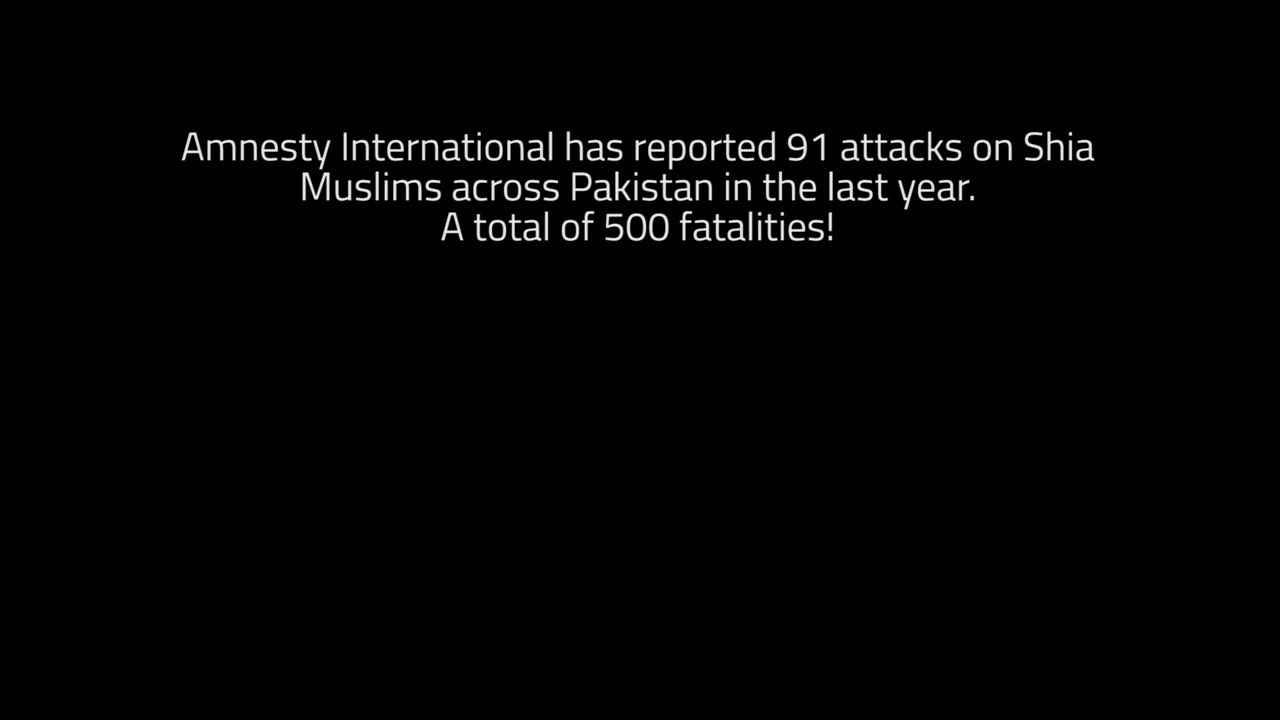 Amnesty International has reported 91 attacks on Shia
Muslims across Pakistan in the last year.
A total of 500 fatalities!